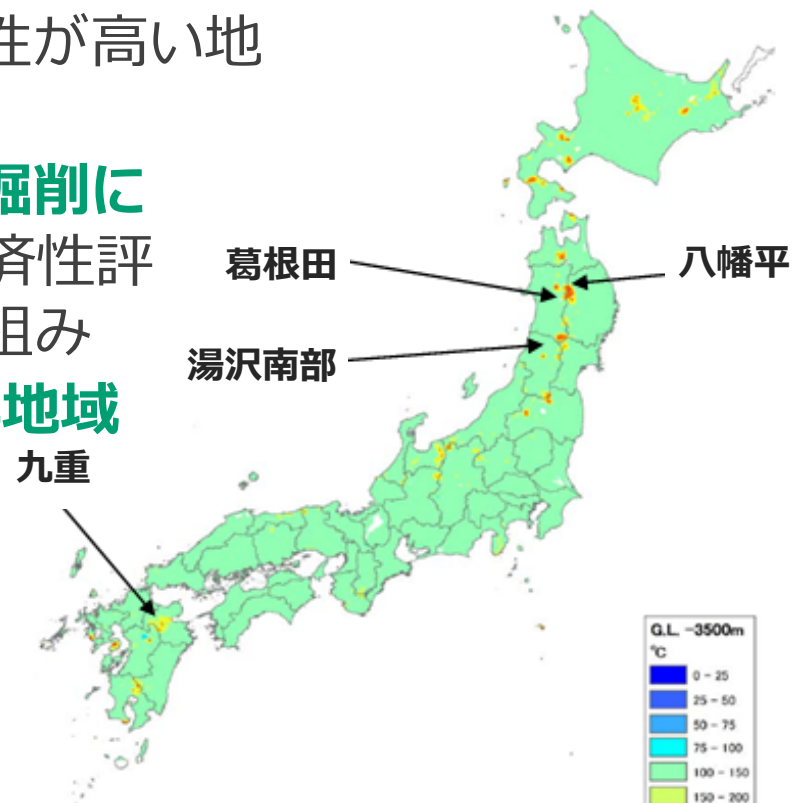 性が高い地
掘削に
済性評
組み
地域
葛根田
八幡平
湯沢南部
九重
G.L. -3500m
℃
0 - 25
25 - 50
50 - 75
75 - 100
100 - 150
150 - 200